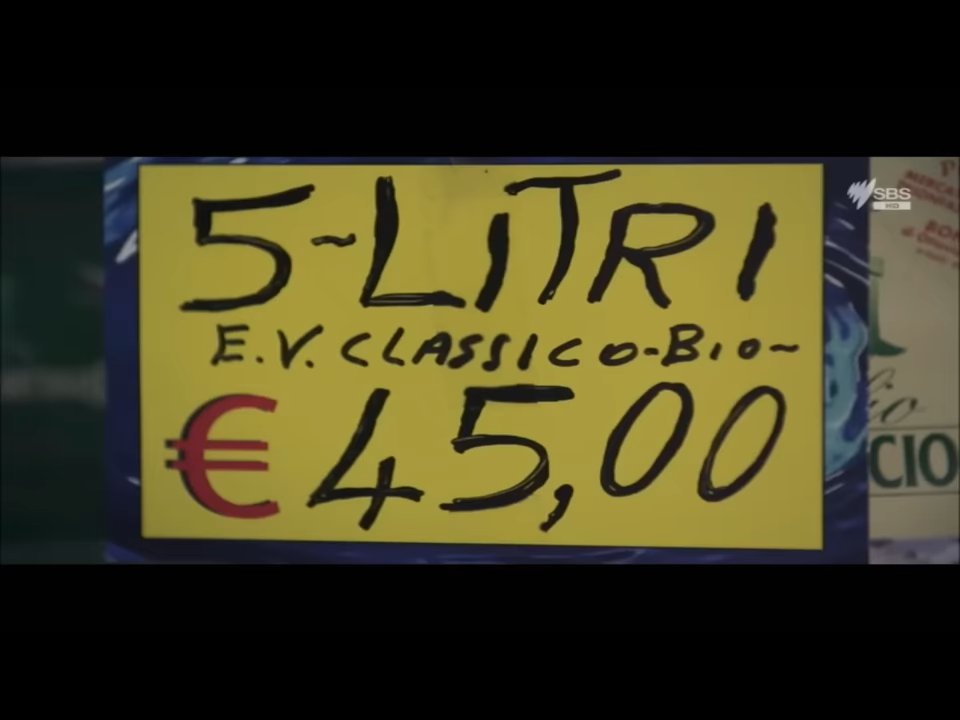 5-LITRI
E.V. CLASSICO-BIO-
€45,00
SBS
HD
CIO